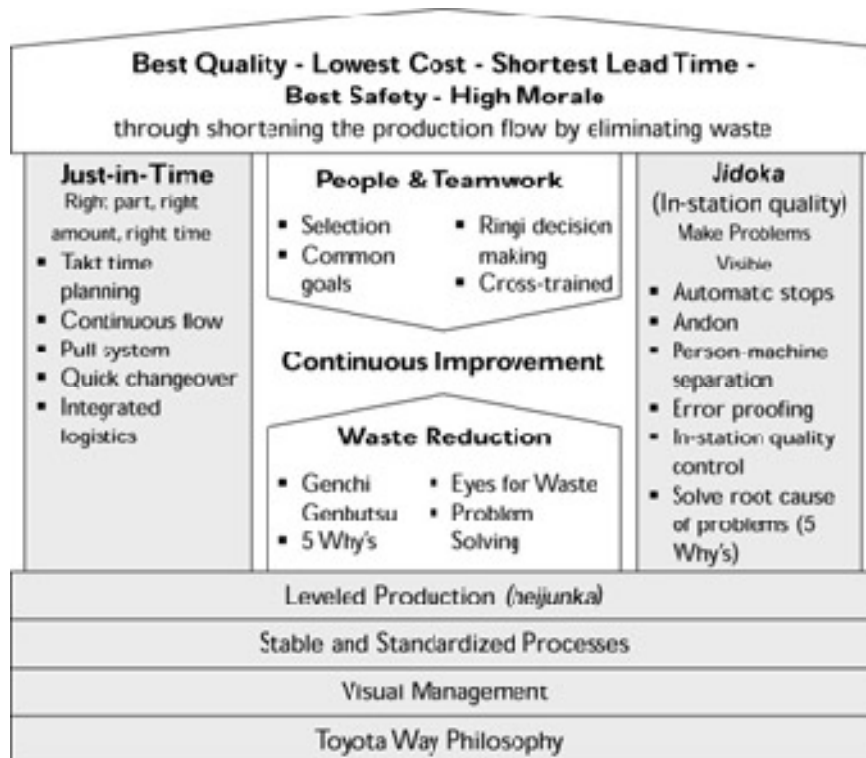 Best Quality - Lowest Cost - Shortest Lead Time -
Best Safety - High Morale
through shortening the production flow by eliminating waste
Just-in-Time
Right part, right
amount, right time
▪ Takt time
planning
▪ Continuous flow
▪ Pull system
▪ Quick changeover
▪ Integrated
logistics
People & Teamwork
▪ Selection
▪ Common
goals
▪ Ringi decision
making
▪ Cross-trained
Continuous Improvement
Waste Reduction
▪ Genchi
Genbutsu
▪ 5 Why's
▪ Eyes for Waste
▪ Problem
Solving
Jidoka
(In-station quality)
Make Problems
Visible
▪ Automatic stops
▪ Andon
▪ Person-machine
separation
▪ Error proofing
▪ In-station quality
control
▪ Solve root cause
of problems (5
Why's)
Leveled Production (heijunka)
Stable and Standardized Processes
Visual Management
Toyota Way Philosophy